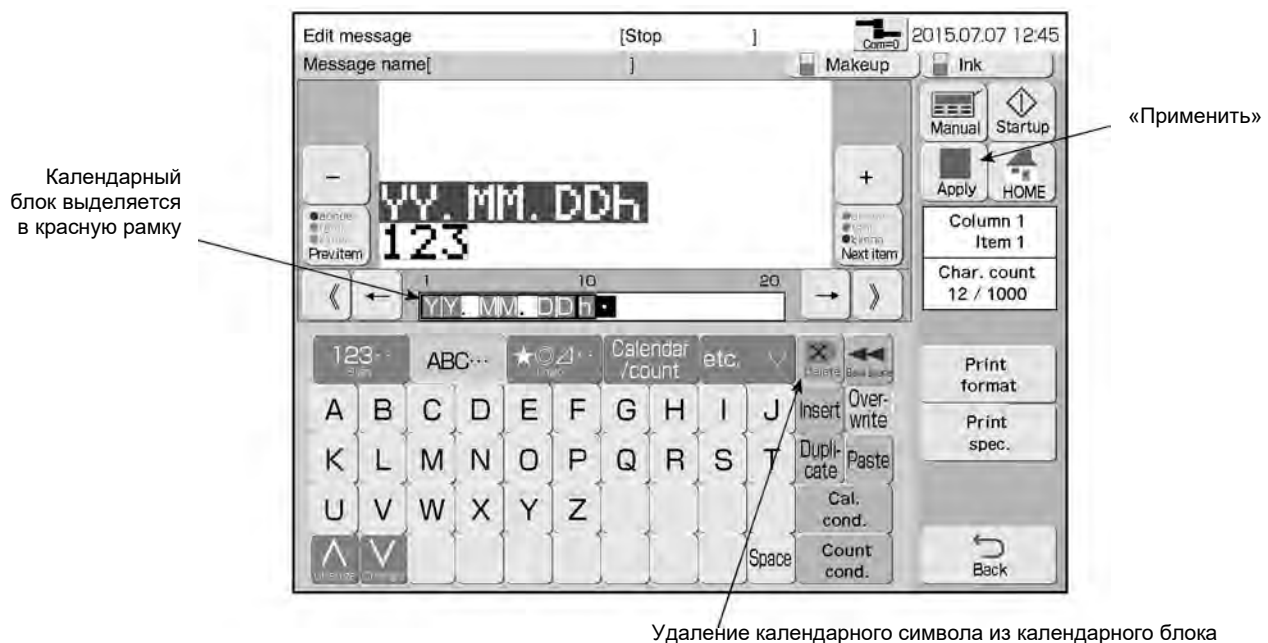 Edit message [Stop ] Com=0 2015.07.07 12:45
Message name[ ] Makeup Ink
Manual Startup
«Применить»
Apply HOME
Календарный
блок выделяется
в красную рамку
− +
YY.MM.DDh
123
Prev.item Next item
Column 1
Item 1
Char. count
12 / 1000
1 10 20
《 ← → 》
YY.MM.DDh
123 ABC··· ★◎⊿·· Calendar
/count etc. Delete
A B C D E F G H I J Insert Over-
write
K L M N O P Q R S T Dupli-
cate Paste
U V W X Y Z Cal.
cond.
Space Count
cond.
Print
format
Print
spec.
Back
Удаление календарного символа из календарного блока